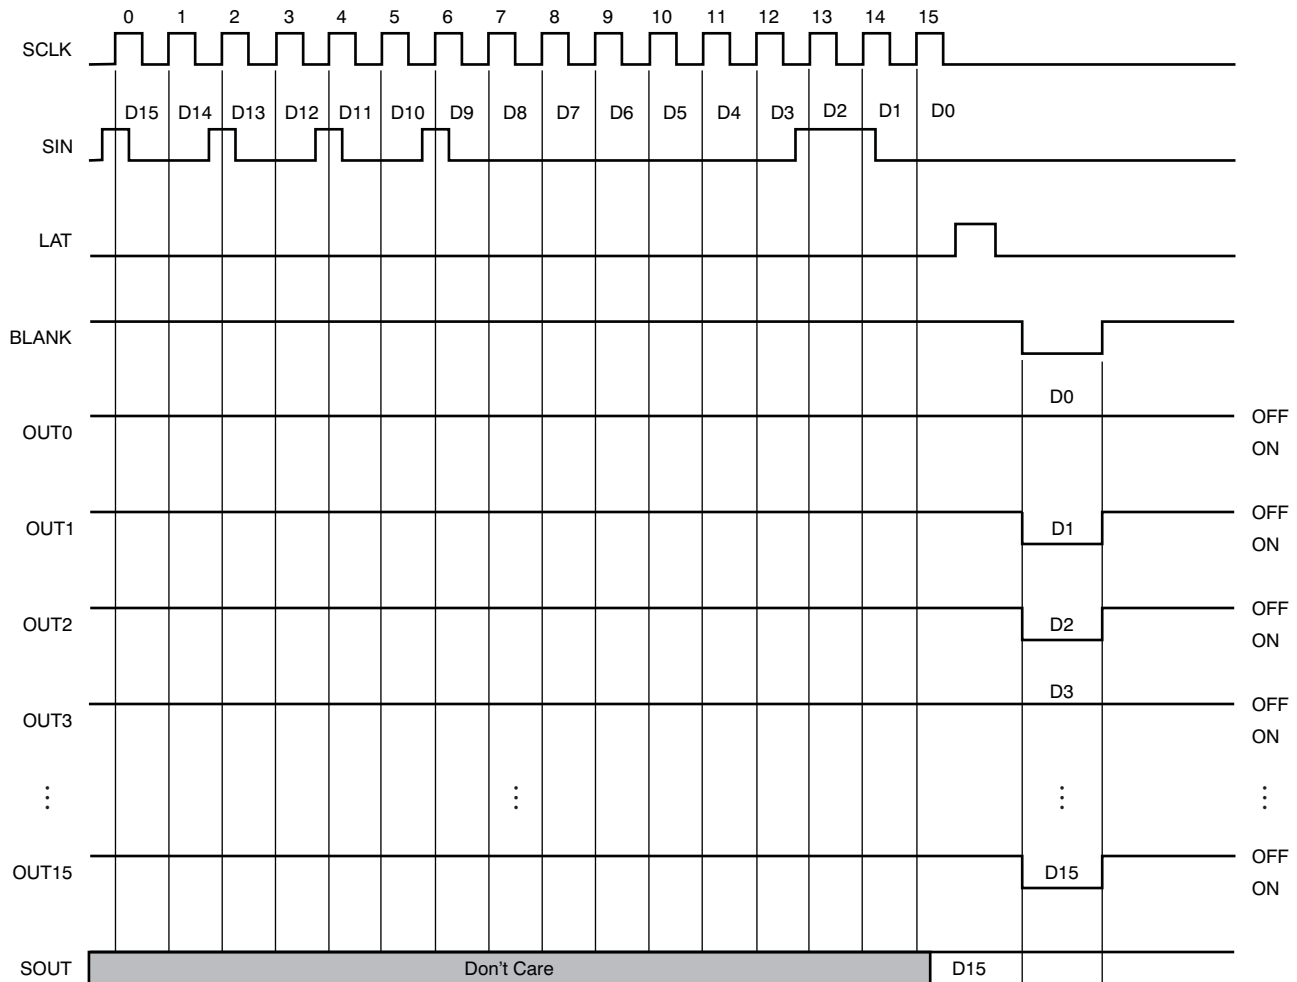 0 1 2 3 4 5 6 7 8 9 10 11 12 13 14 15
SCLK
D15 D14 D13 D12 D11 D10 D9 D8 D7 D6 D5 D4 D3 D2 D1 D0
SIN
LAT
BLANK
D0
OUT0 OFF
ON
OUT1 D1 OFF
ON
OUT2 D2 OFF
ON
D3
OUT3 OFF
ON
OUT15 D15 OFF
ON
SOUT Don't Care D15